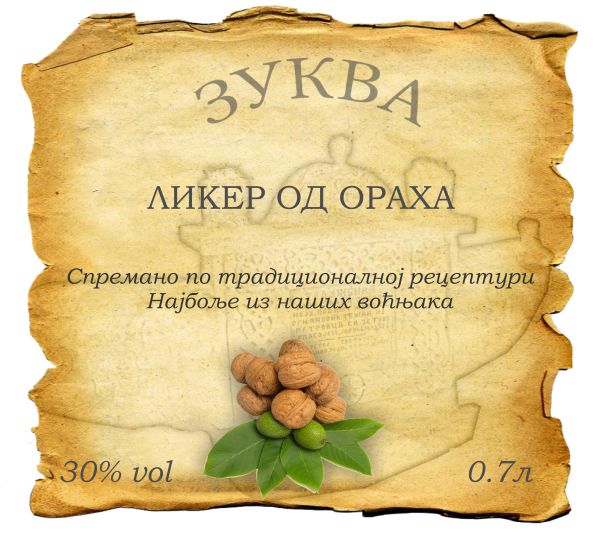 ЗУКВА
ЛИКЕР ОД ОРАХА
Спремано по традиционалној рецептури
Најбоље из наших воћњака
30% vol
0.7л